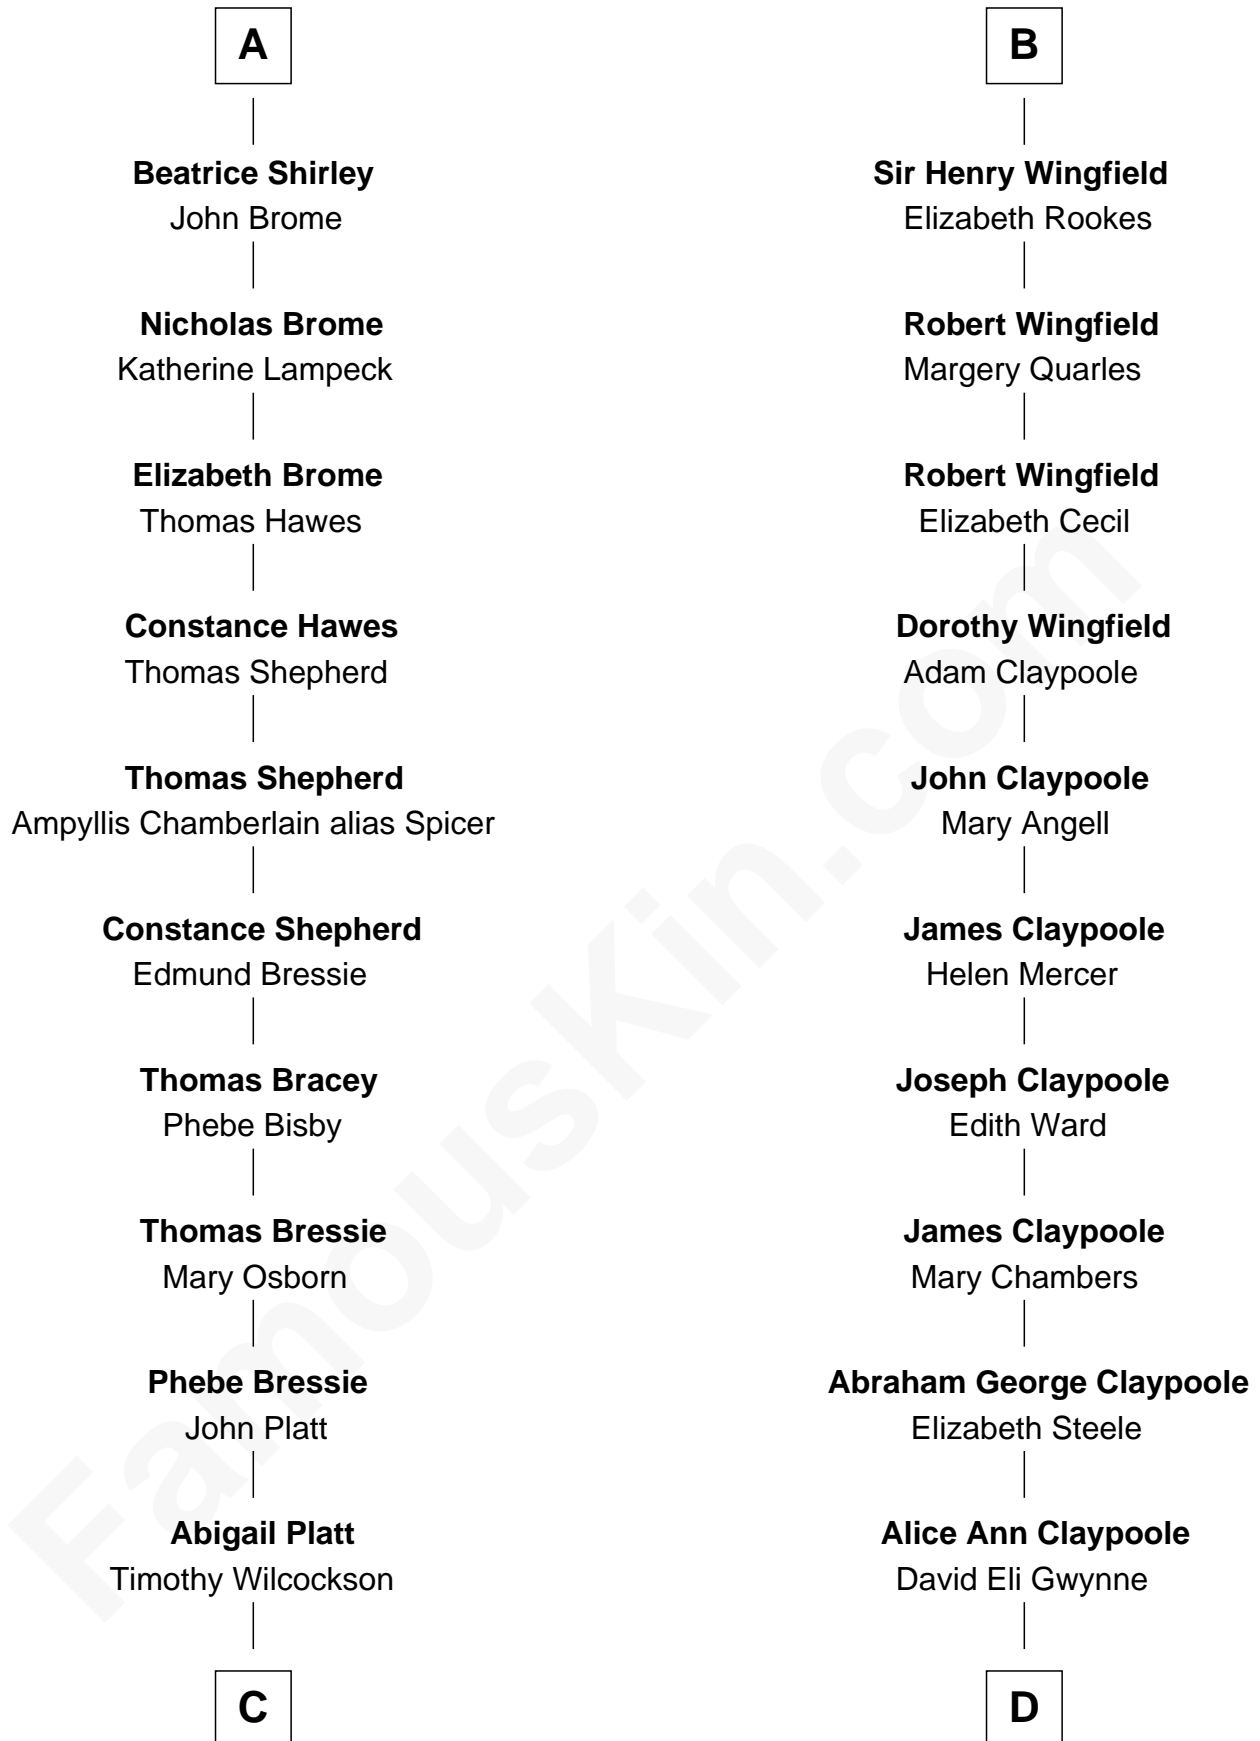 A
Beatrice Shirley
John Brome
Nicholas Brome
Katherine Lampeck
Elizabeth Brome
Thomas Hawes
Constance Hawes
Thomas Shepherd
Thomas Shepherd
Ampyllis Chamberlain alias Spicer
Constance Shepherd
Edmund Bressie
Thomas Bracey
Phebe Bisby
Thomas Bressie
Mary Osborn
Phebe Bressie
John Platt
Abigail Platt
Timothy Wilcockson
C
B
Sir Henry Wingfield
Elizabeth Rookes
Robert Wingfield
Margery Quarles
Robert Wingfield
Elizabeth Cecil
Dorothy Wingfield
Adam Claypoole
John Claypoole
Mary Angell
James Claypoole
Helen Mercer
Joseph Claypoole
Edith Ward
James Claypoole
Mary Chambers
Abraham George Claypoole
Elizabeth Steele
Alice Ann Claypoole
David Eli Gwynne
D
FamousKin.com